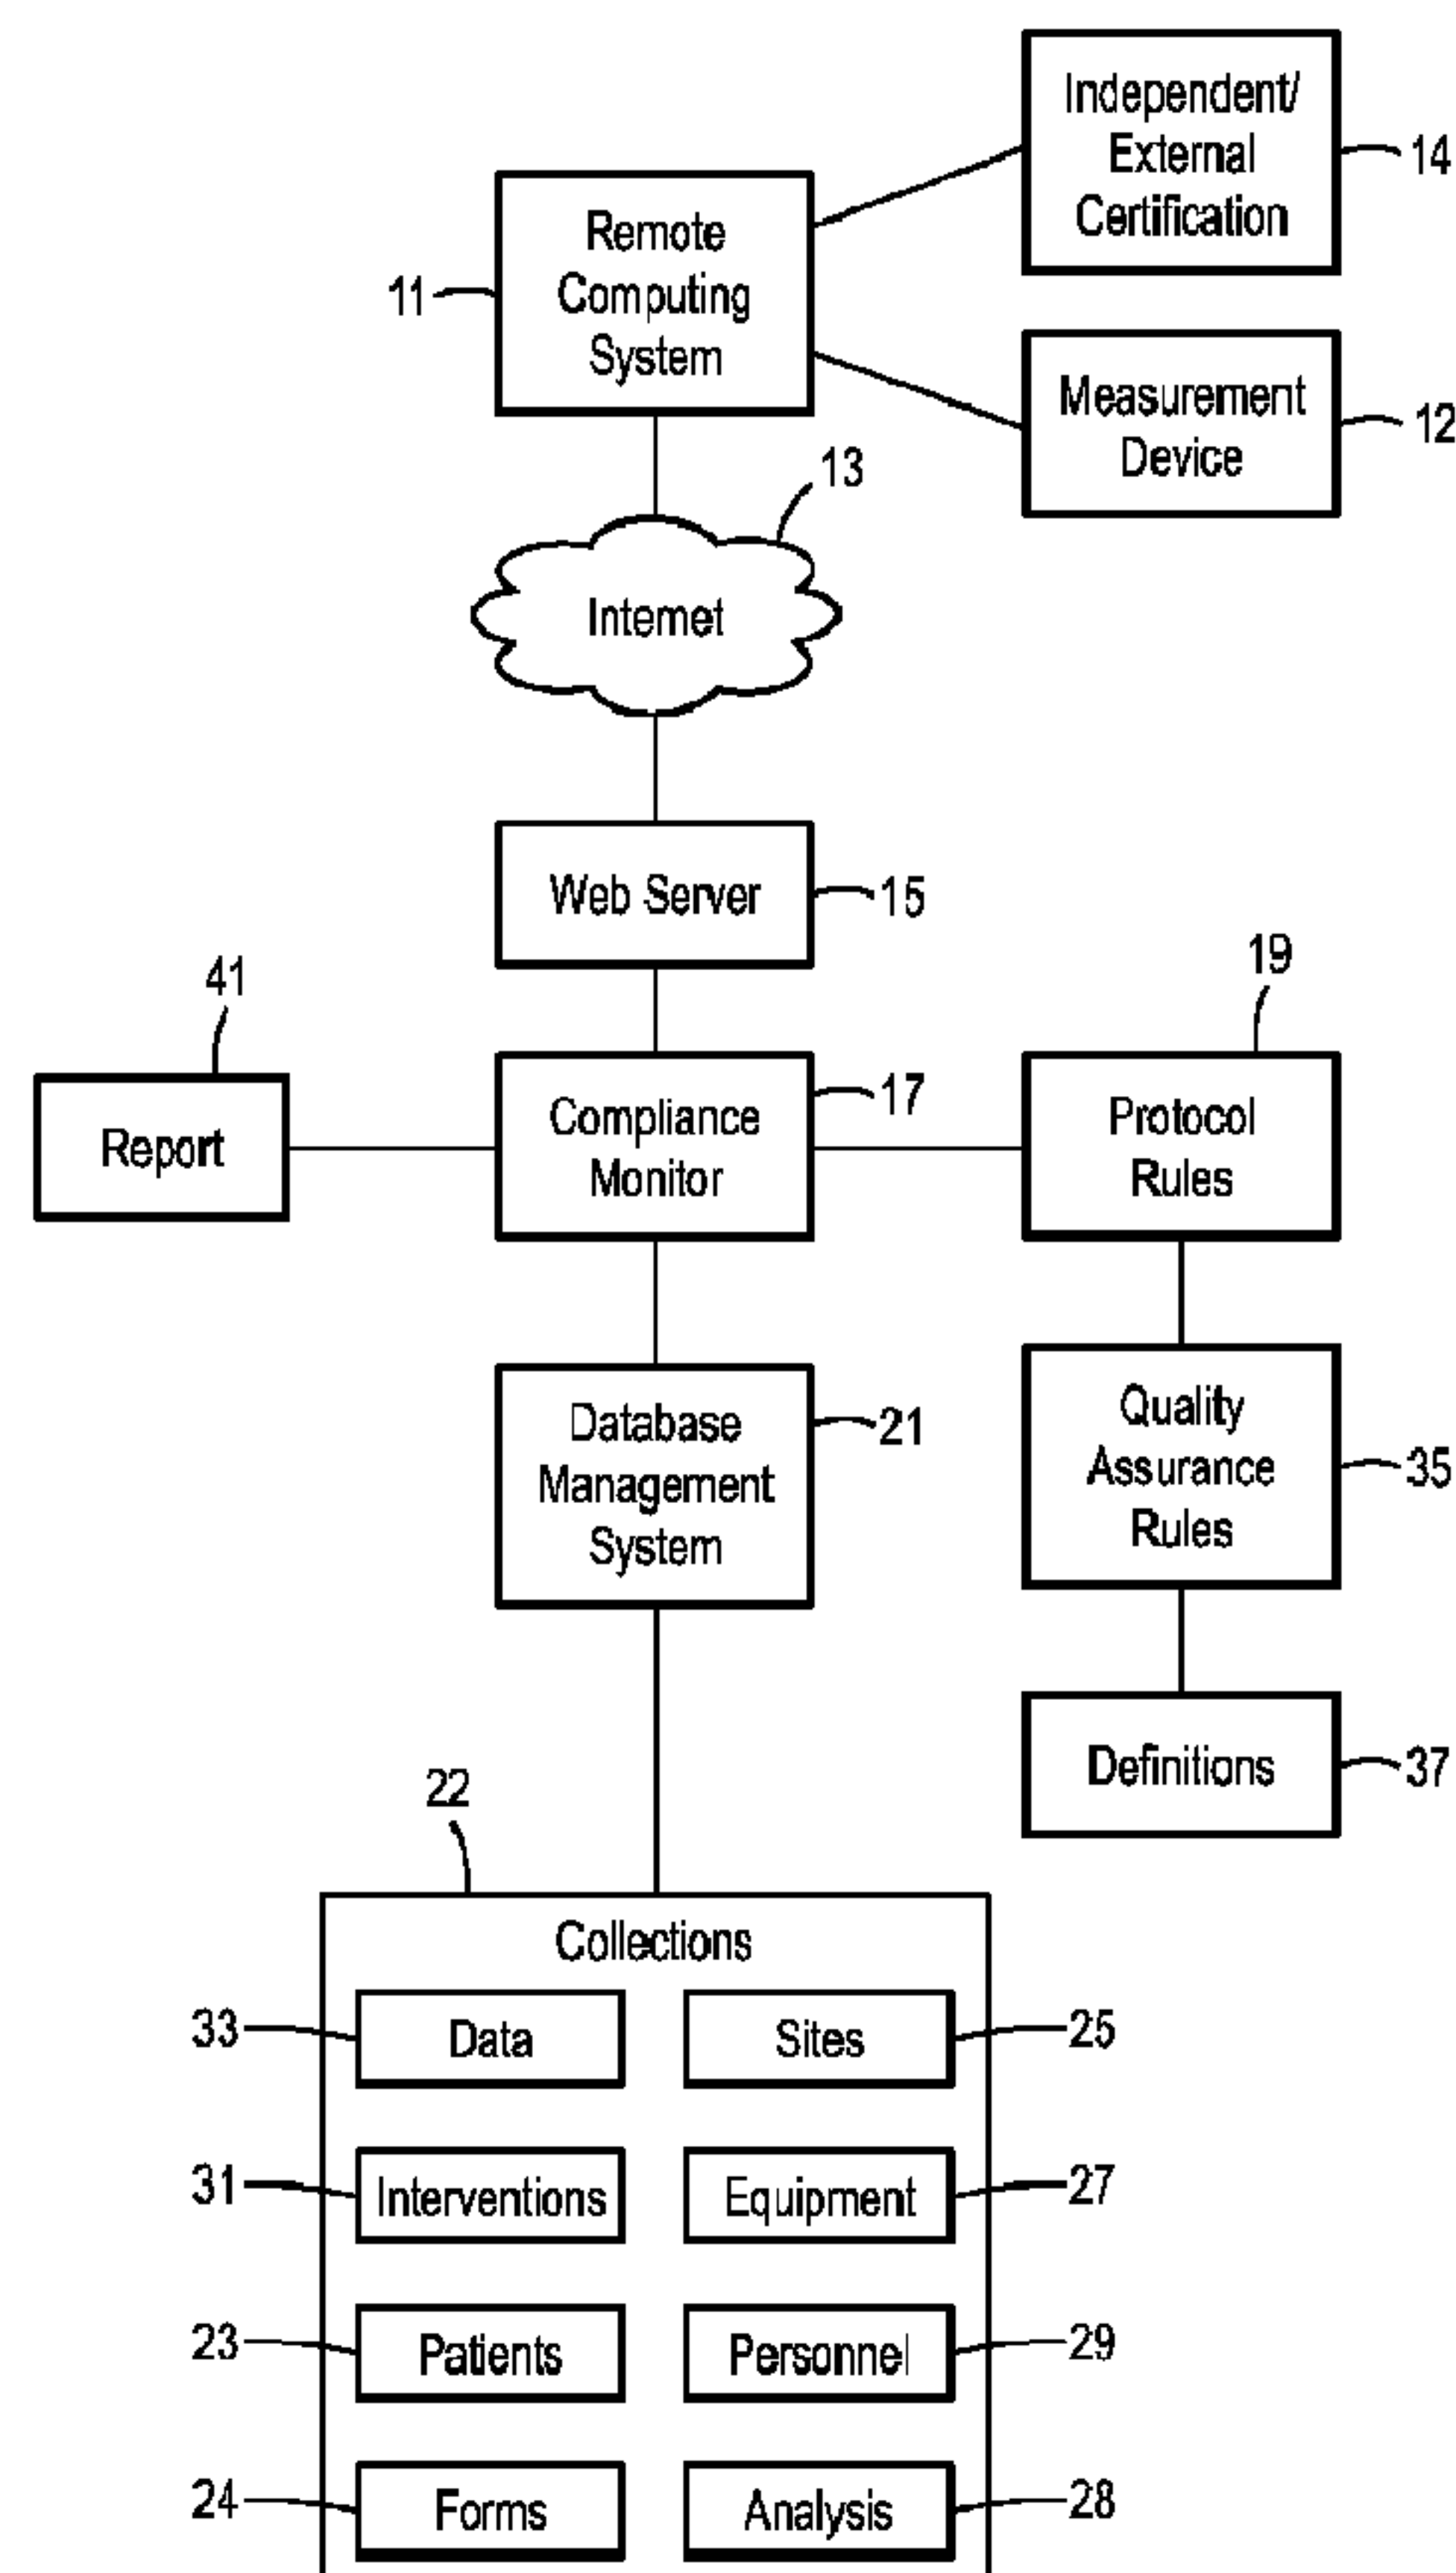 Independent/
External
Certification
14
Remote
Computing
System
11
Measurement
Device
12
13
Internet
Web Server
15
41
19
Report
Compliance
Monitor
17
Protocol
Rules
Database
Management
System
21
Quality
Assurance
Rules
35
Definitions
37
22
Collections
33
Data
Sites
25
31
Interventions
Equipment
27
23
Patients
Personnel
29
24
Forms
Analysis
28